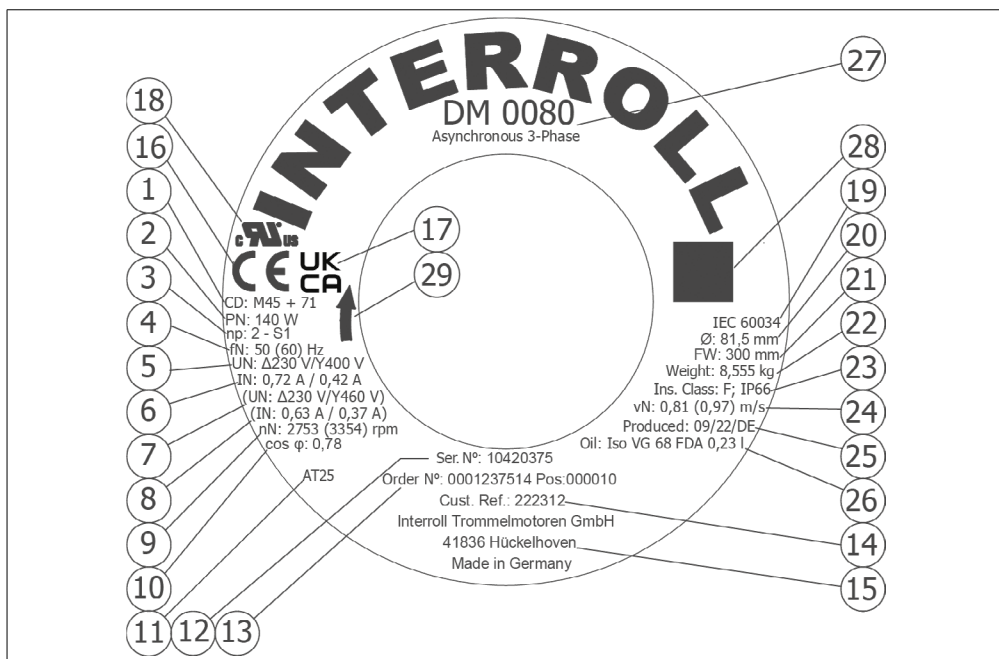 INTERROLL
DM 0080
Asynchronous 3-Phase
c RU US
CE UK CA
CD: M45 + 71
PN: 140 W
np: 2 - S1
fN: 50 (60) Hz
UN: Δ230 V/Y400 V
IN: 0,72 A / 0,42 A
(UN: Δ230 V/Y460 V)
(IN: 0,63 A / 0,37 A)
nN: 2753 (3354) rpm
cos φ: 0,78
AT25
IEC 60034
Ø: 81,5 mm
FW: 300 mm
Weight: 8,555 kg
Ins. Class: F; IP66
vN: 0,81 (0,97) m/s
Produced: 09/22/DE
Oil: Iso VG 68 FDA 0,23 l
Ser. Nº: 10420375
Order Nº: 0001237514 Pos:000010
Cust. Ref.: 222312
Interroll Trommelmotoren GmbH
41836 Hückelhoven
Made in Germany
18
16
1
2
3
4
5
6
7
8
9
10
11
12
13
17
29
27
28
19
20
21
22
23
24
25
26
14
15